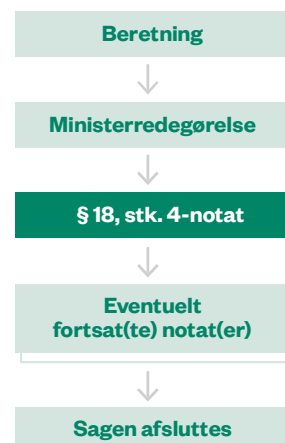 Beretning
Ministerredegørelse
§ 18, stk. 4-notat
Eventuelt
fortsat(te) notat(er)
Sagen afsluttes